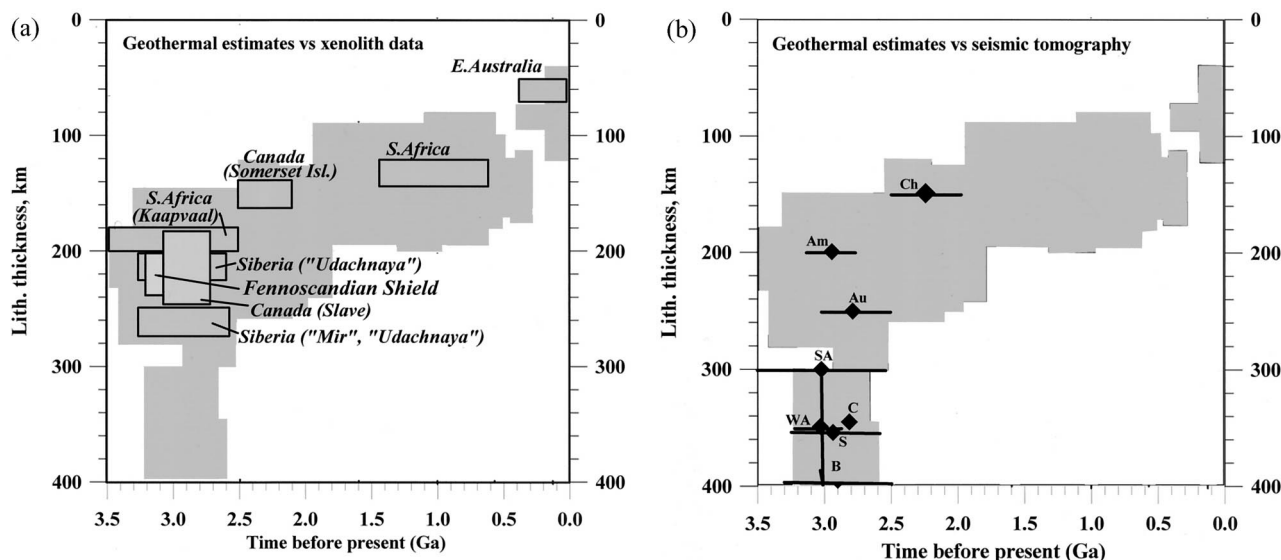 (a)
Geothermal estimates vs xenolith data
E.Australia
S.Africa
Canada
(Somerset Isl.)
S.Africa
(Kaapvaal)
Siberia ("Udachnaya")
Fennoscandian Shield
Canada (Slave)
Siberia ("Mir", "Udachnaya")
Lith. thickness, km
0
100
200
300
400
0
100
200
300
400
3.5 3.0 2.5 2.0 1.5 1.0 0.5 0.0
Time before present (Ga)
(b)
Geothermal estimates vs seismic tomography
Ch
Am
Au
SA
C
WA
S
B
Lith. thickness, km
0
100
200
300
400
0
100
200
300
400
3.5 3.0 2.5 2.0 1.5 1.0 0.5 0.0
Time before present (Ga)